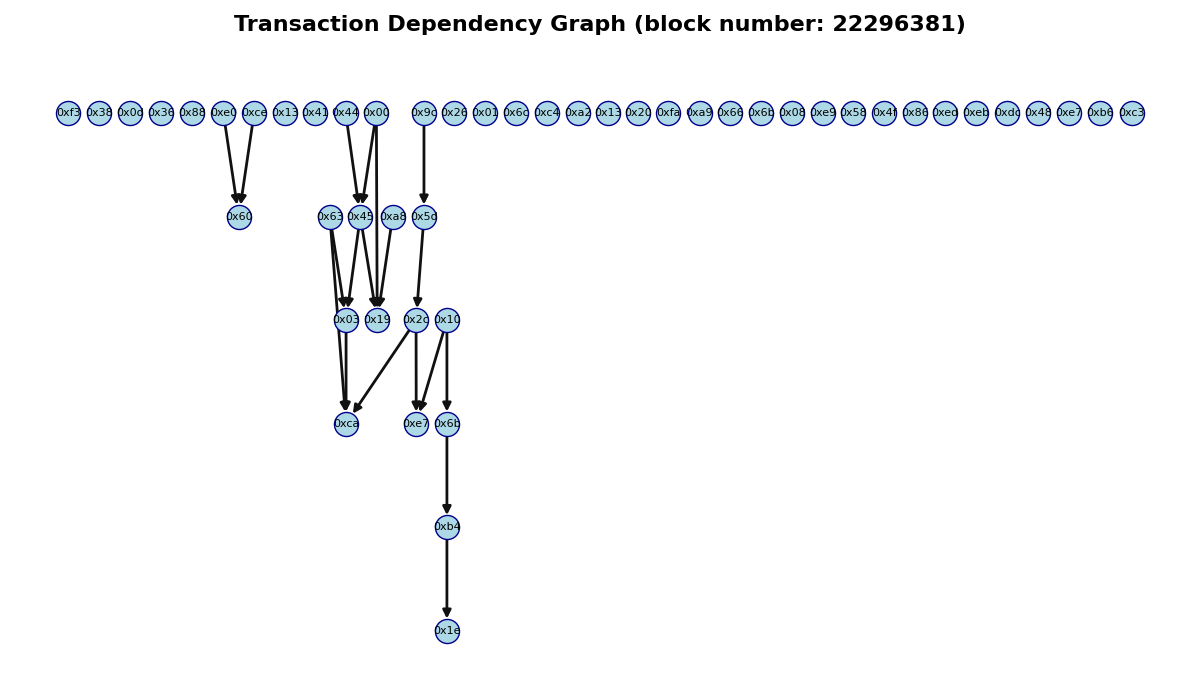 Transaction Dependency Graph (block number: 22296381)
0xf3 0x38 0x0d 0x36 0x88 0xe0 0xce 0x13 0x41 0x44 0x00 0x9c 0x26 0x01 0x6c 0xc4 0xa2 0x13 0x20 0xfa 0xa9 0x66 0x6b 0x08 0xe9 0x58 0x4f 0x86 0xed 0xeb 0xdc 0x48 0xe7 0xb6 0xc3
0x60 0x63 0x45 0xa8 0x5d
0x03 0x19 0x2c 0x10
0xca 0xe7 0x6b
0xb4
0x1e